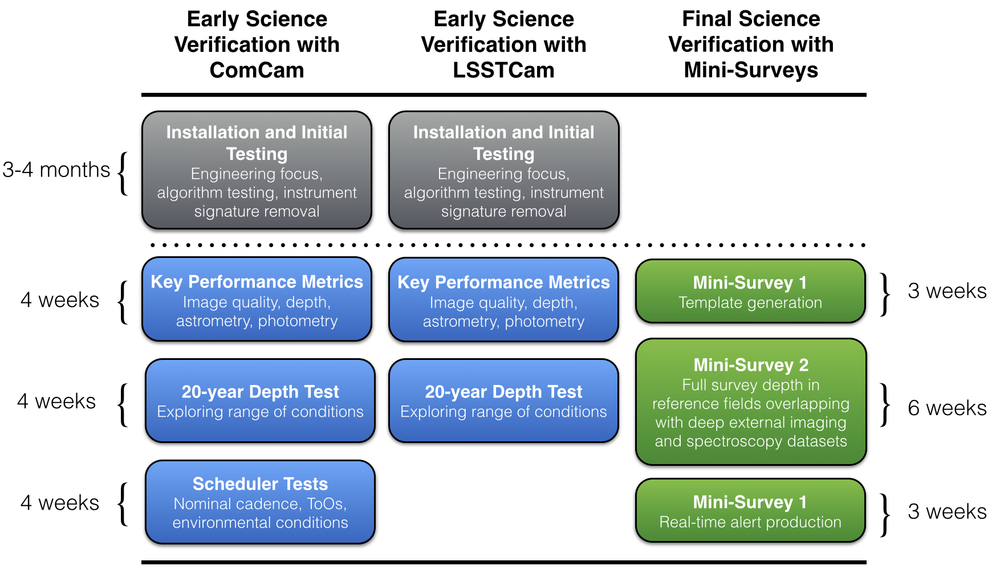 Early Science
Verification with
ComCam
Early Science
Verification with
LSSTCam
Final Science
Verification with
Mini-Surveys
3-4 months
Installation and Initial
Testing
Engineering focus,
algorithm testing, instrument
signature removal
Installation and Initial
Testing
Engineering focus,
algorithm testing, instrument
signature removal
4 weeks
Key Performance Metrics
Image quality, depth,
astrometry, photometry
Key Performance Metrics
Image quality, depth,
astrometry, photometry
Mini-Survey 1
Template generation
3 weeks
4 weeks
20-year Depth Test
Exploring range of conditions
20-year Depth Test
Exploring range of conditions
Mini-Survey 2
Full survey depth in
reference fields overlapping
with deep external imaging
and spectroscopy datasets
6 weeks
4 weeks
Scheduler Tests
Nominal cadence, ToOs,
environmental conditions
Mini-Survey 1
Real-time alert production
3 weeks